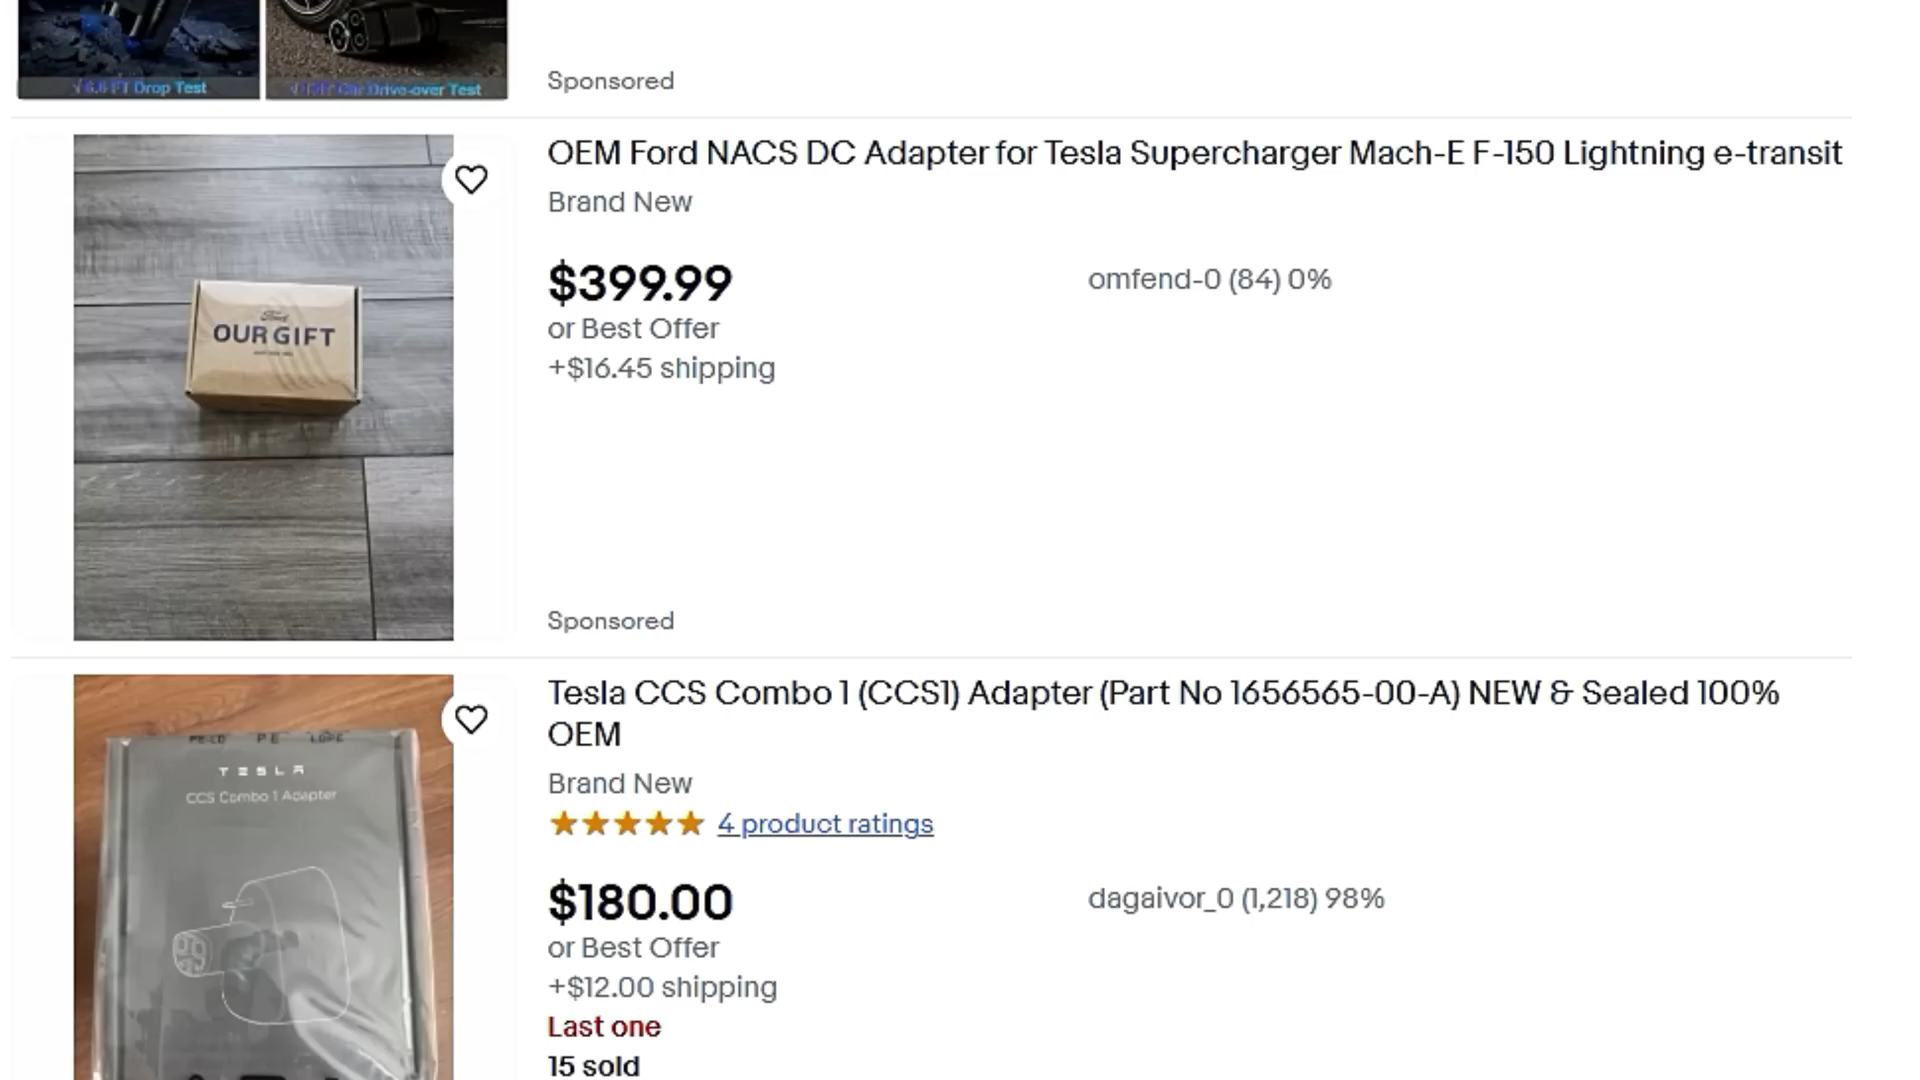 Drop Test
Car Drive-over Test
Sponsored
OEM Ford NACS DC Adapter for Tesla Supercharger Mach-E F-150 Lightning e-transit
Brand New
$399.99
omfend-0 (84) 0%
or Best Offer
+$16.45 shipping
Ford
OUR GIFT
Sponsored
Tesla CCS Combo 1 (CCS1) Adapter (Part No 1656565-00-A) NEW & Sealed 100%
OEM
Brand New
4 product ratings
TESLA
CCS Combo 1 Adapter
$180.00
dagaivor_0 (1,218) 98%
or Best Offer
+$12.00 shipping
Last one
15 sold